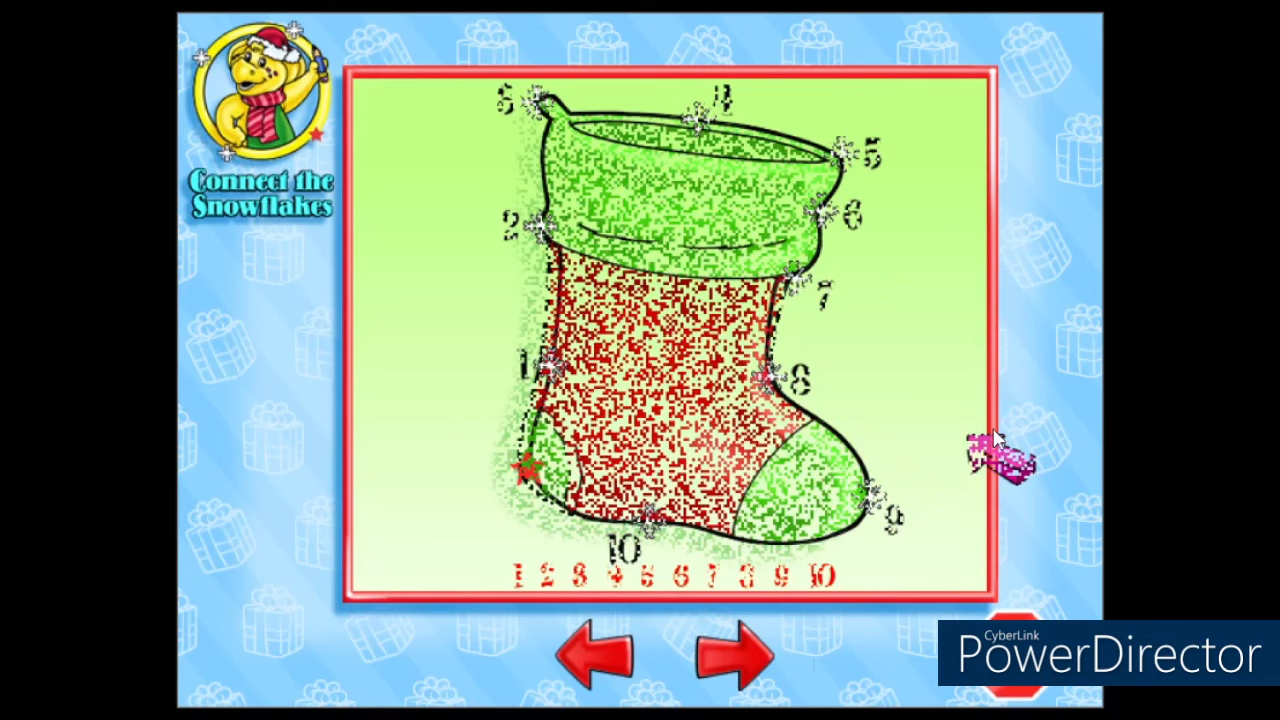 3
4
5
Connect the
Snowflakes
2
6
7
1
8
9
10
1 2 3 4 5 6 7 8 9 10
CyberLink
PowerDirector